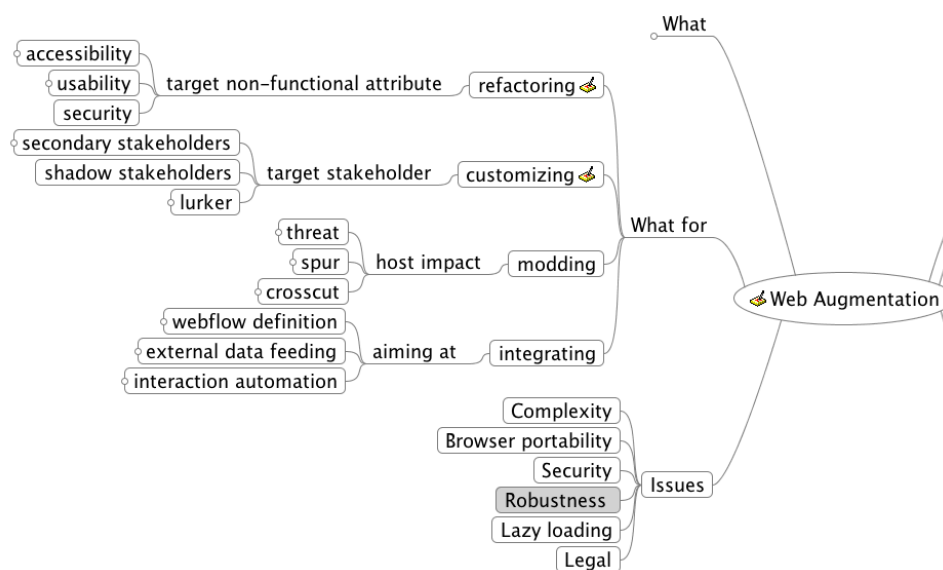 What
accessibility
usability
security
target non-functional attribute
refactoring
secondary stakeholders
shadow stakeholders
lurker
target stakeholder
customizing
What for
threat
spur
crosscut
host impact
modding
webflow definition
external data feeding
interaction automation
aiming at
integrating
Web Augmentation
Complexity
Browser portability
Security
Robustness
Lazy loading
Legal
Issues